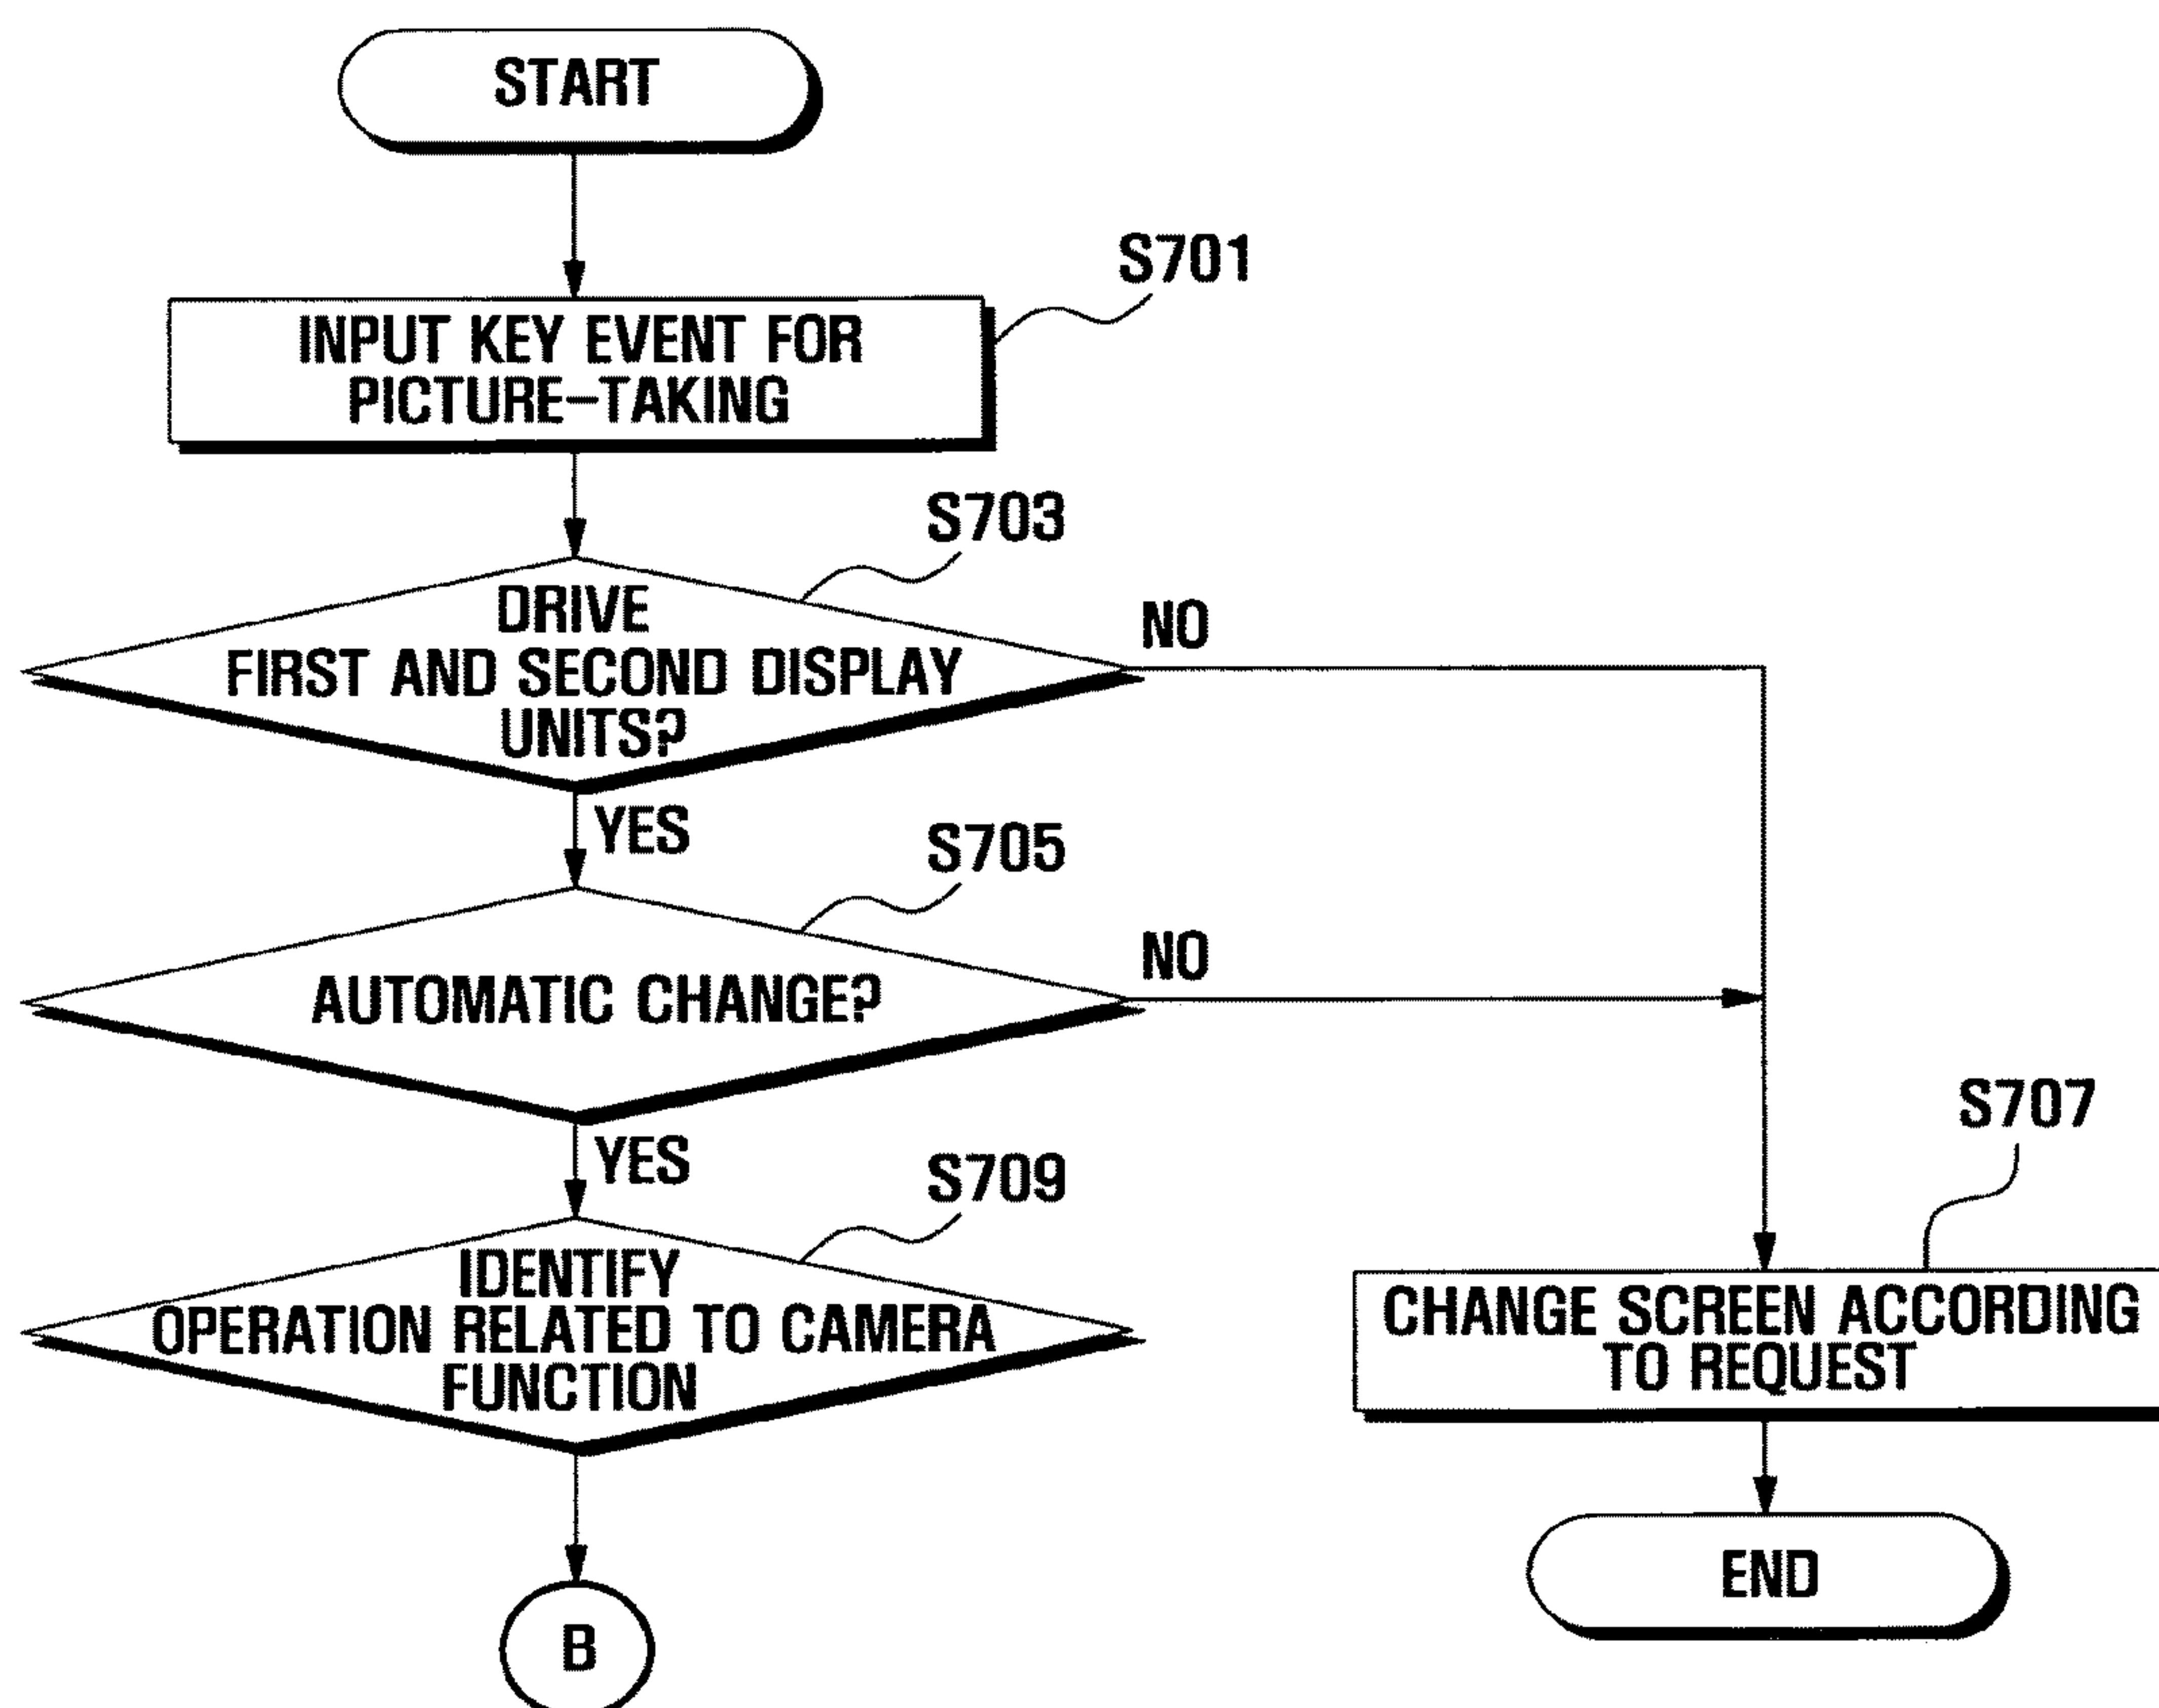 START
S701
INPUT KEY EVENT FOR
PICTURE-TAKING
S703
DRIVE
FIRST AND SECOND DISPLAY
UNITS?
NO
YES
S705
AUTOMATIC CHANGE?
NO
YES
S709
IDENTIFY
OPERATION RELATED TO CAMERA
FUNCTION
S707
CHANGE SCREEN ACCORDING
TO REQUEST
END
B